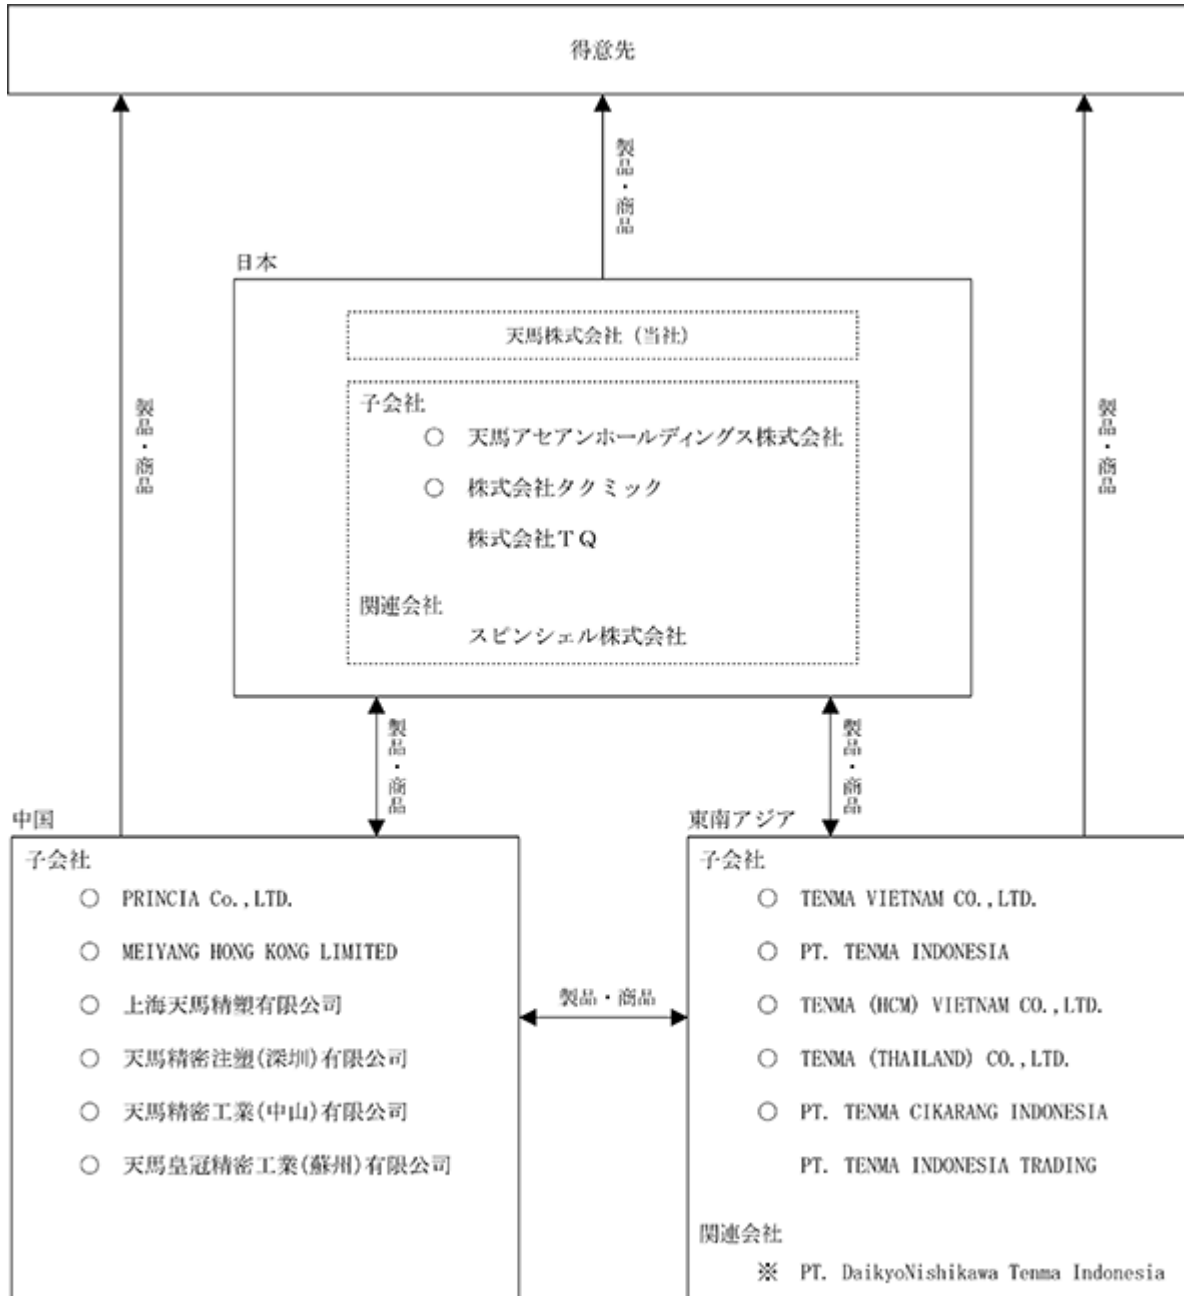 得意先
製品・商品
日本
天馬株式会社（当社）
子会社
○ 天馬アセアンホールディングス株式会社
○ 株式会社タクミック
株式会社ＴＱ
関連会社
スピンシェル株式会社
製品・商品
製品・商品
製品・商品
製品・商品
中国
子会社
○ PRINCIA Co.,LTD.
○ MEIYANG HONG KONG LIMITED
○ 上海天馬精塑有限公司
○ 天馬精密注塑(深圳)有限公司
○ 天馬精密工業(中山)有限公司
○ 天馬皇冠精密工業(蘇州)有限公司
製品・商品
東南アジア
子会社
○ TENMA VIETNAM CO.,LTD.
○ PT. TENMA INDONESIA
○ TENMA (HCM) VIETNAM CO.,LTD.
○ TENMA (THAILAND) CO.,LTD.
○ PT. TENMA CIKARANG INDONESIA
PT. TENMA INDONESIA TRADING
関連会社
※ PT. DaikyoNishikawa Tenma Indonesia